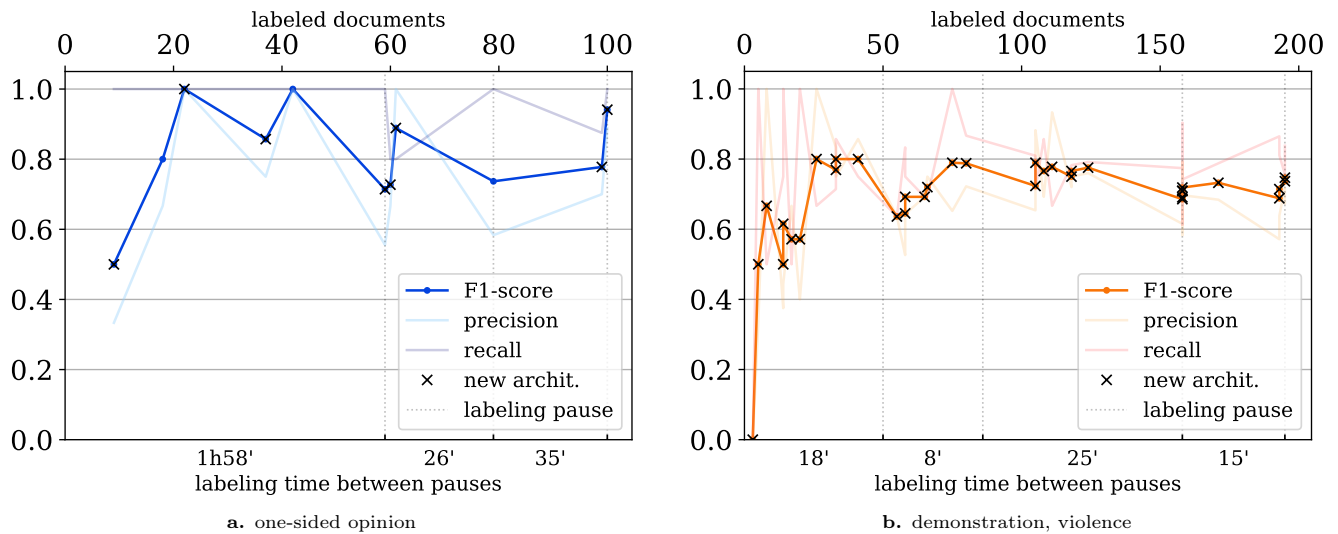 labeled documents
0 20 40 60 80 100
1.0
0.8
0.6
0.4
0.2
0.0
F1-score
precision
recall
new archit.
labeling pause
1h58' 26' 35'
labeling time between pauses
a. one-sided opinion
labeled documents
0 50 100 150 200
1.0
0.8
0.6
0.4
0.2
0.0
F1-score
precision
recall
new archit.
labeling pause
18' 8' 25' 15'
labeling time between pauses
b. demonstration, violence